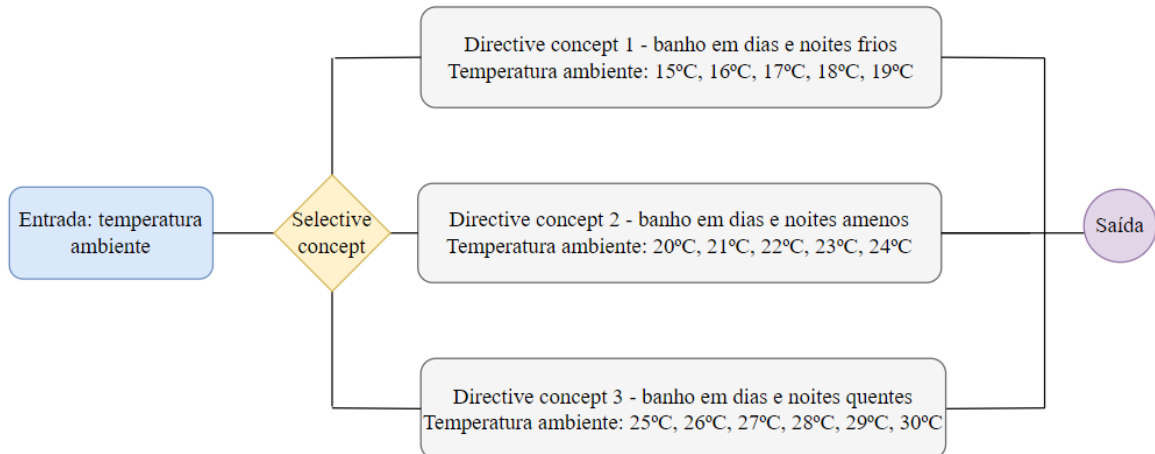 Directive concept 1 - banho em dias e noites frios
Temperatura ambiente: 15ºC, 16ºC, 17ºC, 18ºC, 19ºC
Entrada: temperatura
ambiente
Selective
concept
Directive concept 2 - banho em dias e noites amenos
Temperatura ambiente: 20ºC, 21ºC, 22ºC, 23ºC, 24ºC
Saída
Directive concept 3 - banho em dias e noites quentes
Temperatura ambiente: 25ºC, 26ºC, 27ºC, 28ºC, 29ºC, 30ºC